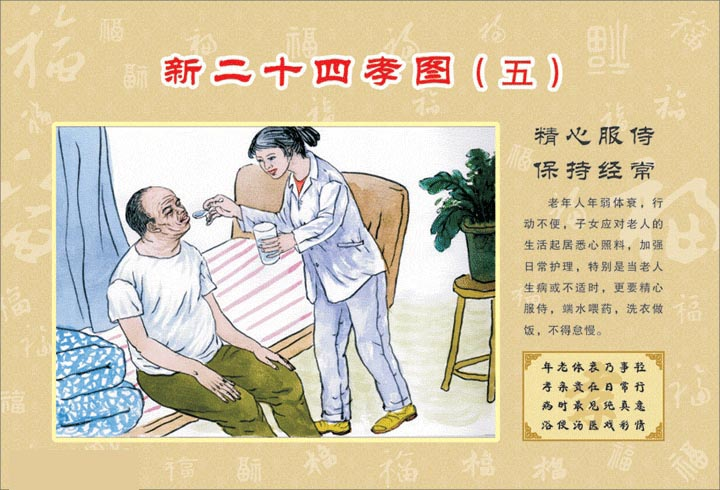 新二十四孝图（五）
精心服侍
保持经常
老年人年弱体衰，行
动不便，子女应对老人的
生活起居悉心照料，加强
日常护理，特别是当老人
生病或不适时，更要精心
服侍，端水喂药，洗衣做
饭，不得怠慢。
年老体衰乃事轻
孝亲贵在日常行
病时最见纯真意
浴便汤医戏彩情